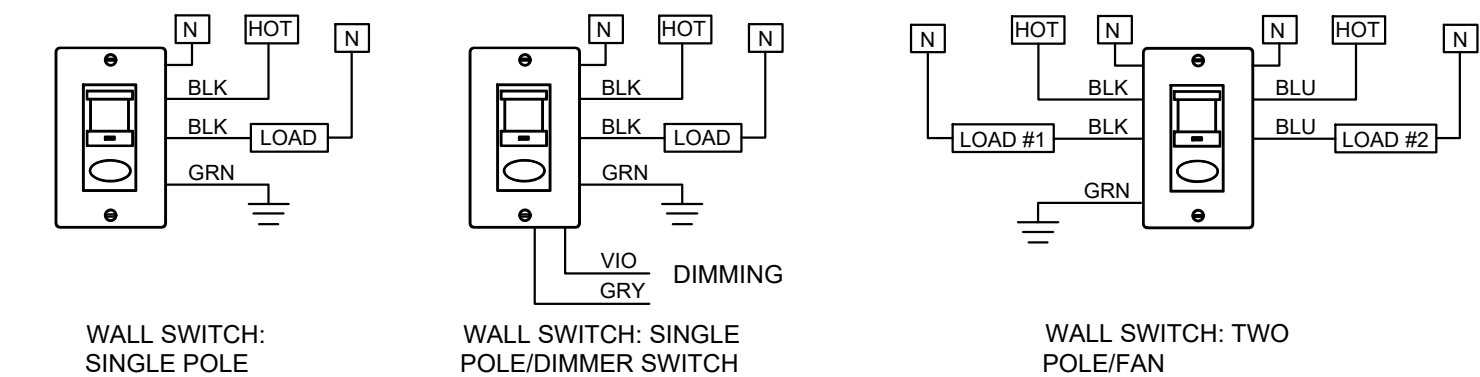 N HOT N
BLK
BLK LOAD
GRN
WALL SWITCH:
SINGLE POLE
N HOT N
BLK
BLK LOAD
GRN
VIO
DIMMING
GRY
WALL SWITCH: SINGLE
POLE/DIMMER SWITCH
N HOT N N HOT N
BLK BLU
LOAD #1 BLK BLU LOAD #2
GRN
WALL SWITCH: TWO
POLE/FAN